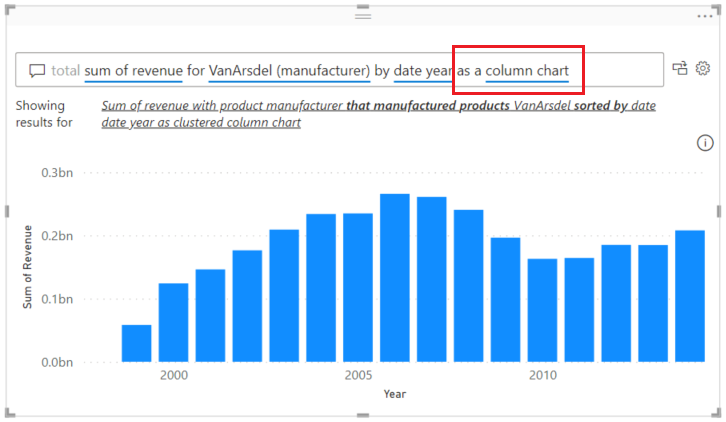 total sum of revenue for VanArsdel (manufacturer) by date year as a column chart
Showing results for
Sum of revenue with product manufacturer that manufactured products VanArsdel sorted by date
date year as clustered column chart
0.3bn
0.2bn
0.1bn
0.0bn
Sum of Revenue
2000 2005 2010
Year